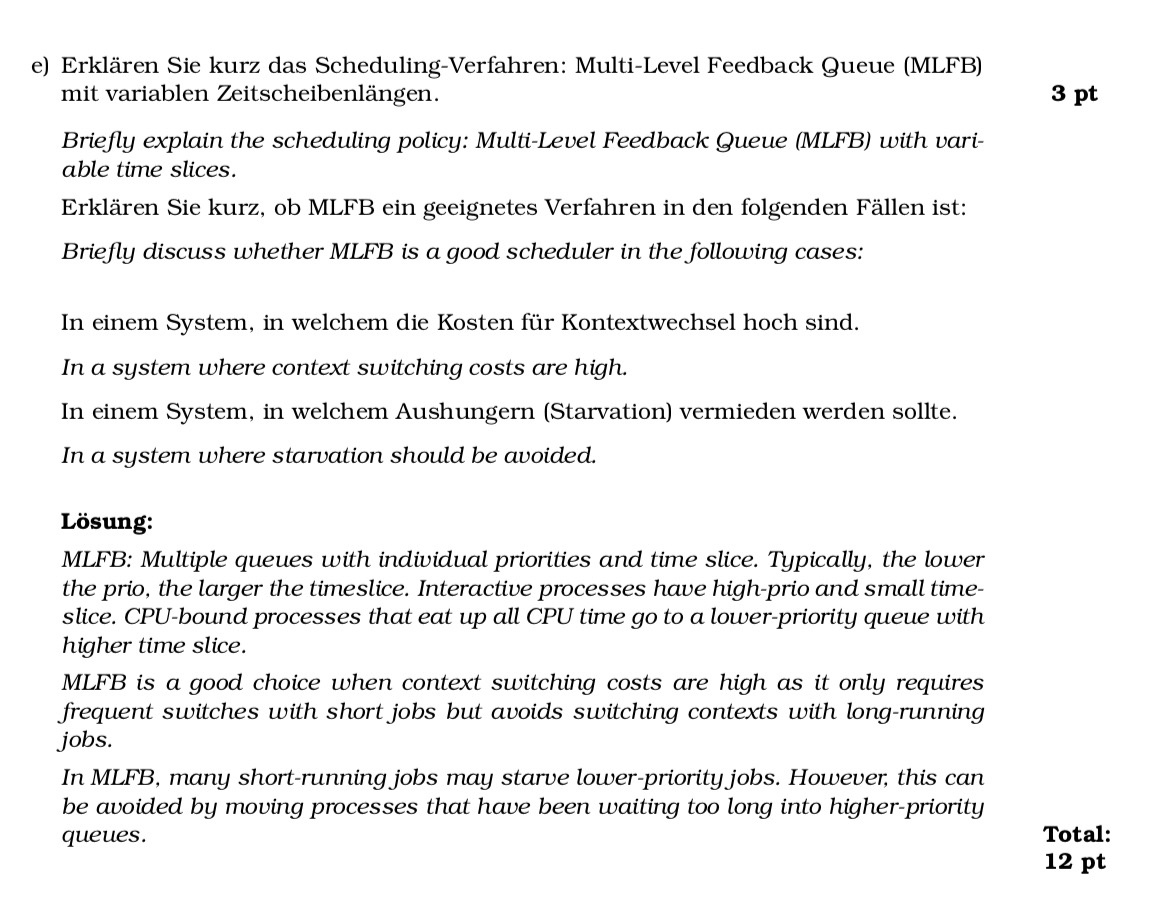 e) Erklären Sie kurz das Scheduling-Verfahren: Multi-Level Feedback Queue (MLFB)
mit variablen Zeitscheibenlängen.
3 pt
Briefly explain the scheduling policy: Multi-Level Feedback Queue (MLFB) with vari-
able time slices.
Erklären Sie kurz, ob MLFB ein geeignetes Verfahren in den folgenden Fällen ist:
Briefly discuss whether MLFB is a good scheduler in the following cases:
In einem System, in welchem die Kosten für Kontextwechsel hoch sind.
In a system where context switching costs are high.
In einem System, in welchem Aushungern (Starvation) vermieden werden sollte.
In a system where starvation should be avoided.
Lösung:
MLFB: Multiple queues with individual priorities and time slice. Typically, the lower
the prio, the larger the timeslice. Interactive processes have high-prio and small time-
slice. CPU-bound processes that eat up all CPU time go to a lower-priority queue with
higher time slice.
MLFB is a good choice when context switching costs are high as it only requires
frequent switches with short jobs but avoids switching contexts with long-running
jobs.
In MLFB, many short-running jobs may starve lower-priority jobs. However, this can
be avoided by moving processes that have been waiting too long into higher-priority
queues.
Total:
12 pt